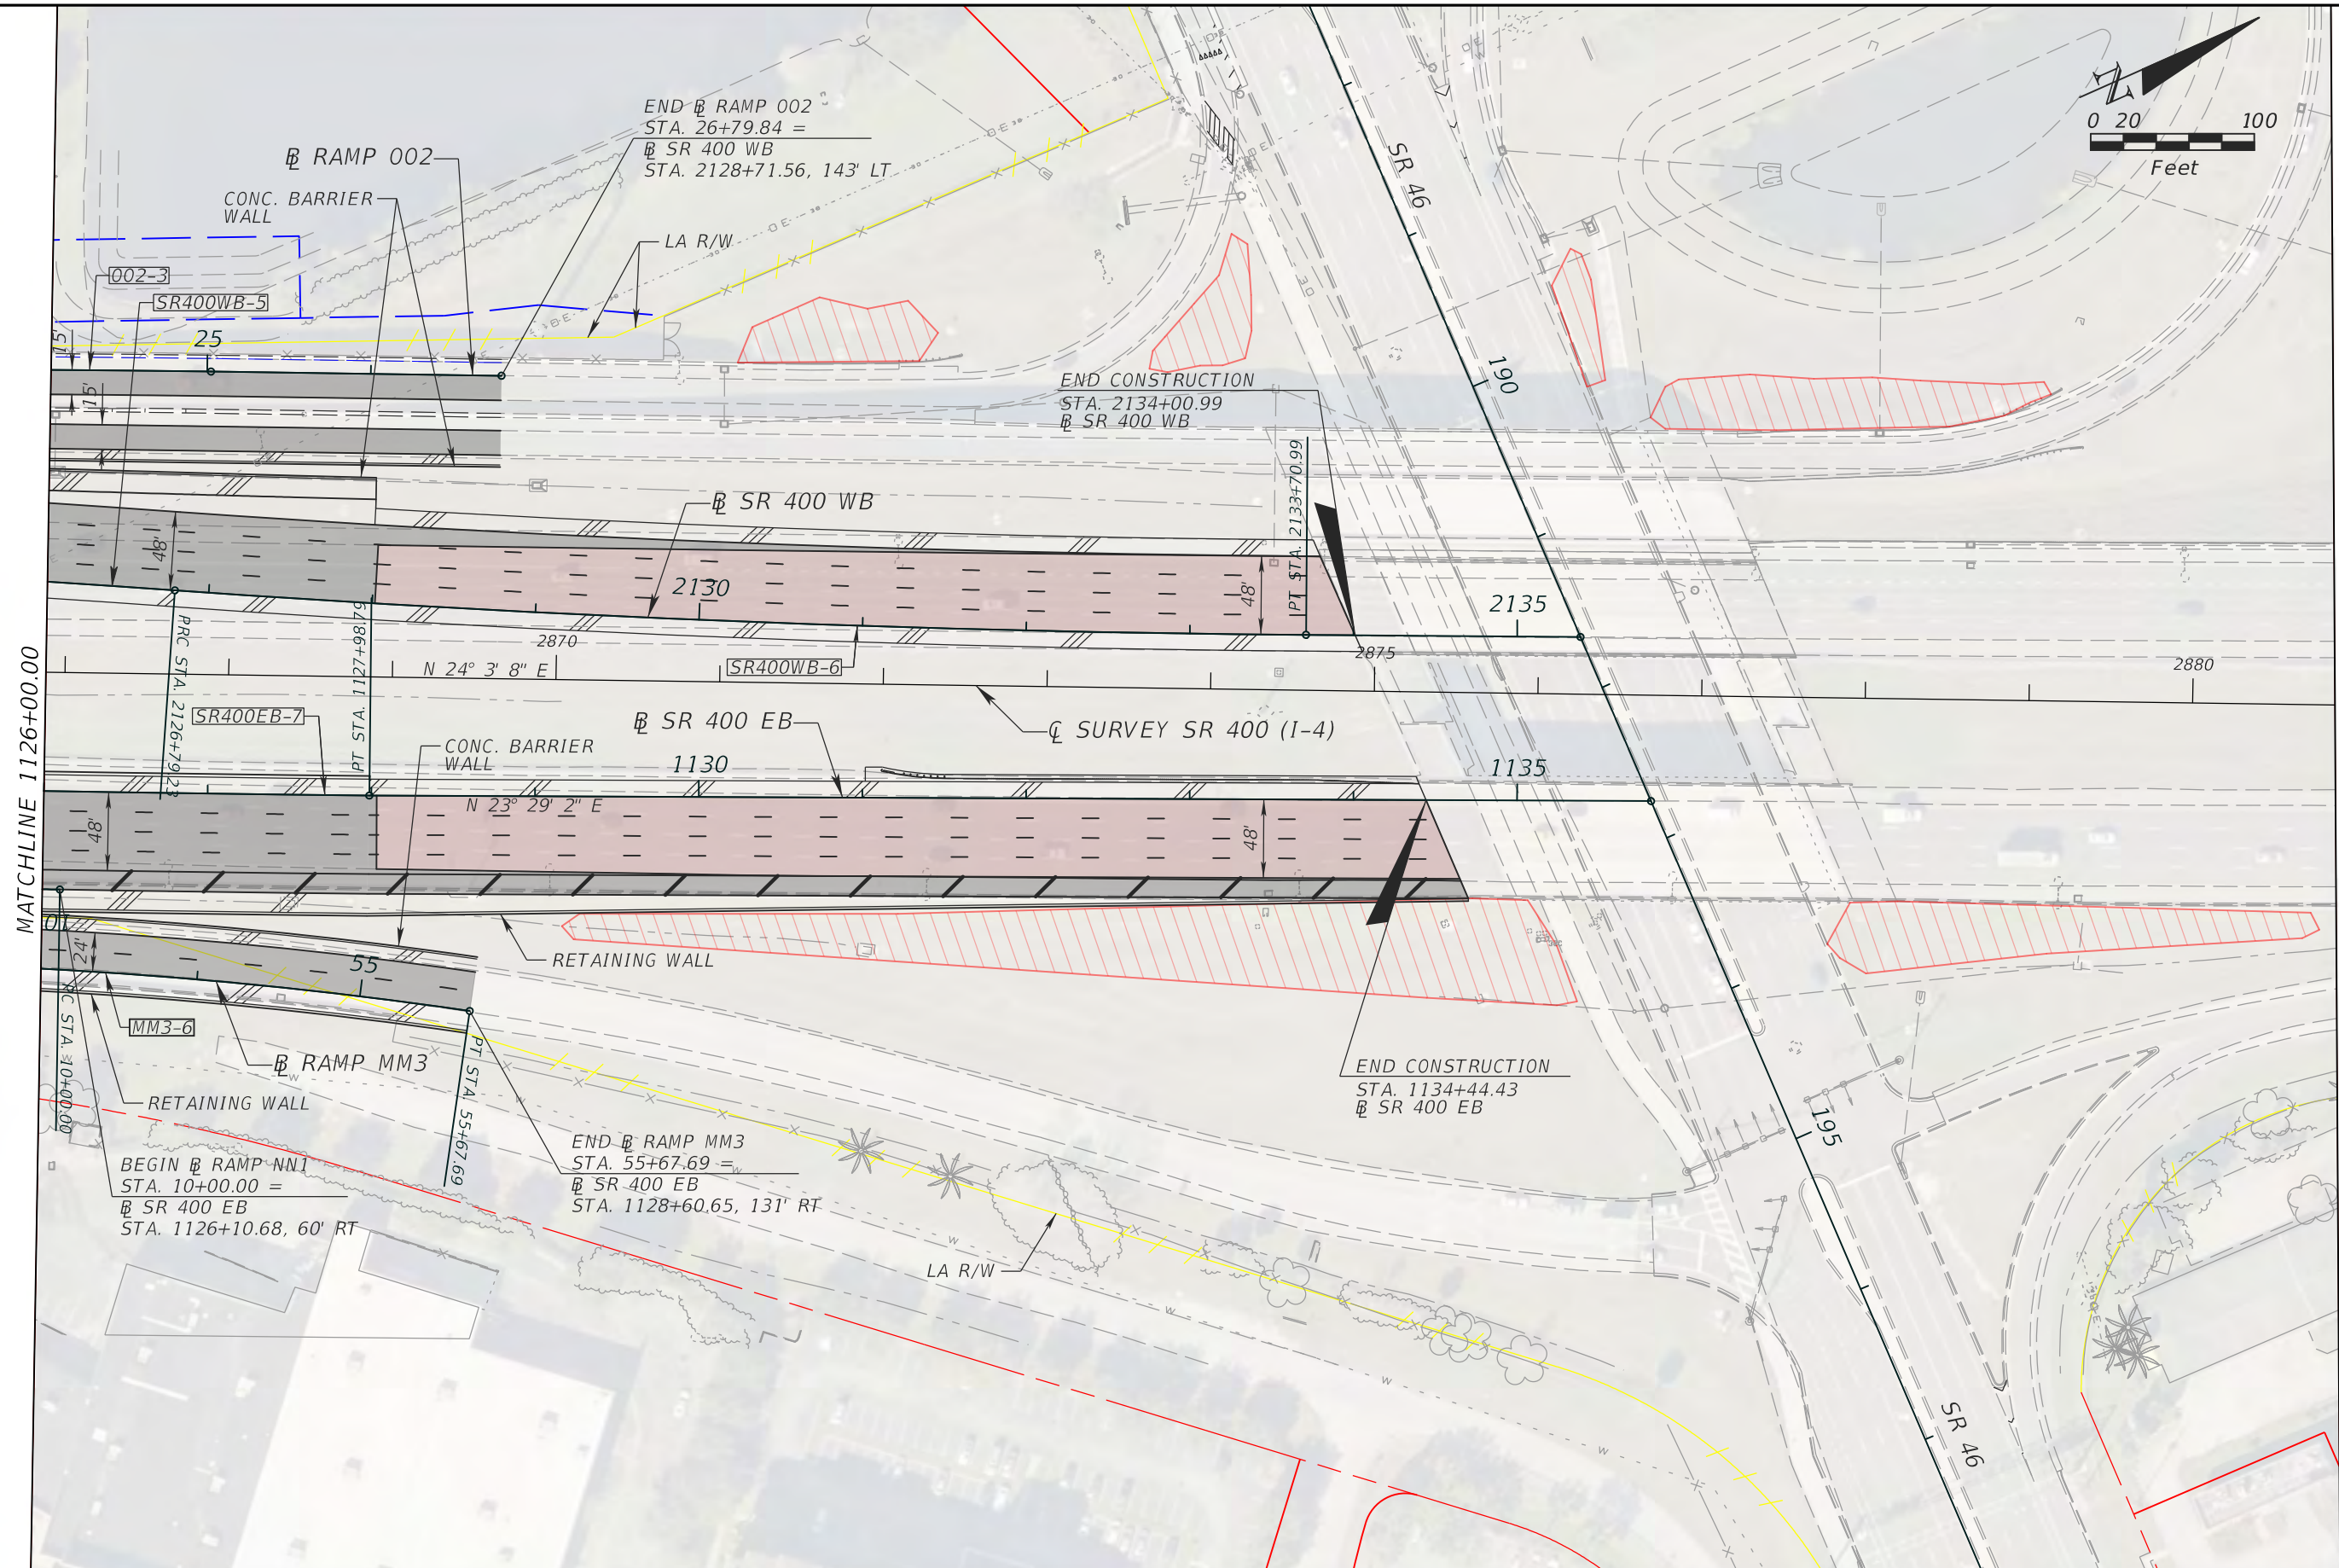 0 20 100
Feet
N
END ℄ RAMP 002
STA. 26+79.84 =
℄ SR 400 WB
STA. 2128+71.56, 143' LT
℄ RAMP 002
CONC. BARRIER
WALL
LA R/W
SR 46
002-3
SR400WB-5
25
15'
15'
190
END CONSTRUCTION
STA. 2134+00.99
℄ SR 400 WB
PT STA. 2133+70.99
℄ SR 400 WB
48'
2130
48'
2135
PRC STA. 2126+79.23
PT STA. 1127+98.79
2870
SR400WB-6
2875
2880
N 24° 3' 8" E
MATCHLINE 1126+00.00
SR400EB-7
℄ SR 400 EB
℄ SURVEY SR 400 (I-4)
CONC. BARRIER
WALL
1130
1135
N 23° 29' 2" E
48'
48'
10
24'
55
RETAINING WALL
PC STA. 10+00.00
MM3-6
℄ RAMP MM3
PT STA. 55+67.69
RETAINING WALL
END CONSTRUCTION
STA. 1134+44.43
℄ SR 400 EB
195
BEGIN ℄ RAMP NN1
STA. 10+00.00 =
℄ SR 400 EB
STA. 1126+10.68, 60' RT
END ℄ RAMP MM3
STA. 55+67.69 =
℄ SR 400 EB
STA. 1128+60.65, 131' RT
LA R/W
SR 46